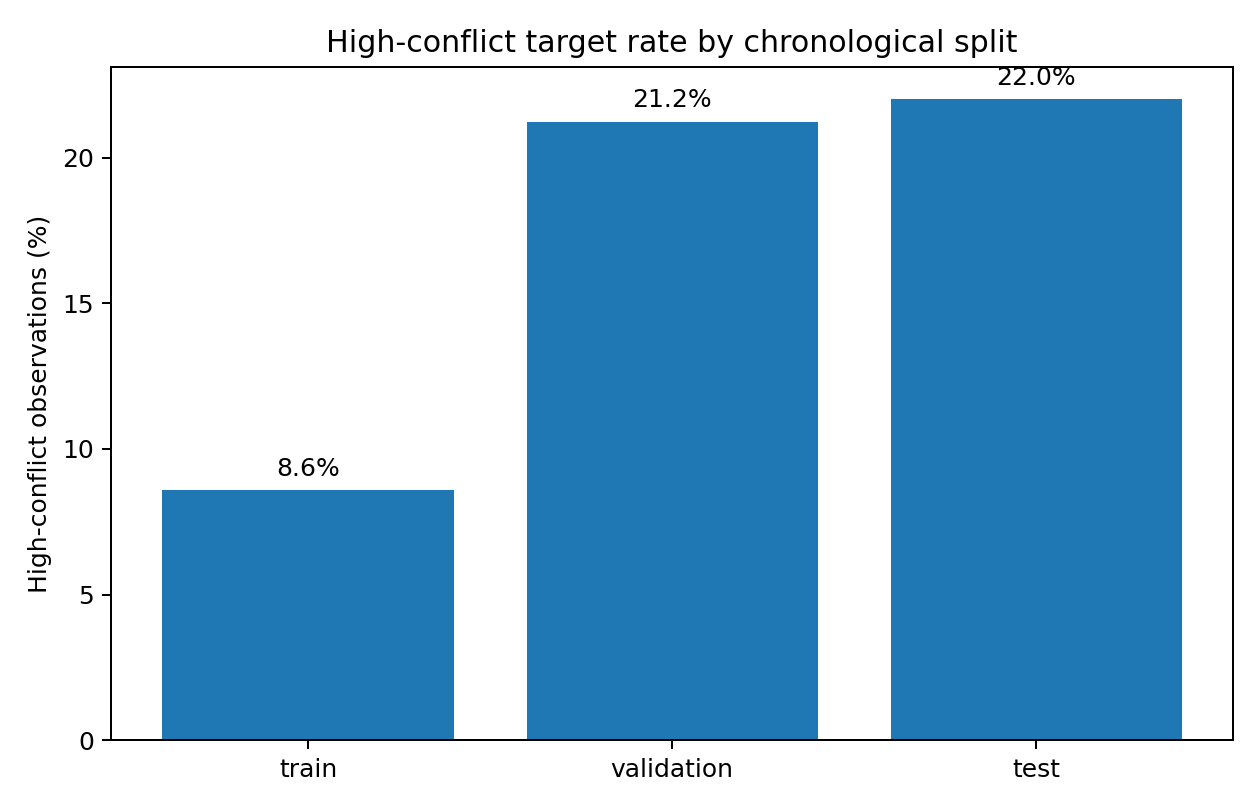 High-conflict target rate by chronological split
High-conflict observations (%)
20
15
10
5
0
8.6%
21.2%
22.0%
train
validation
test